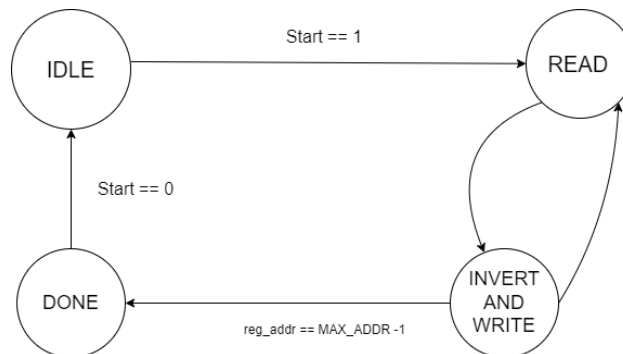 Start == 1
IDLE
READ
Start == 0
INVERT
AND
WRITE
DONE
reg_addr == MAX_ADDR -1